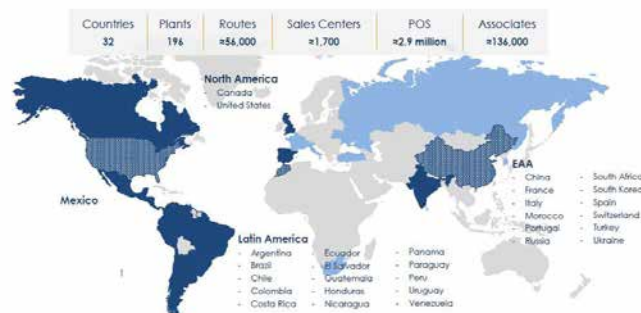 Countries Plants Routes Sales Centers POS Associates
32 196 ≈56,000 ≈1,700 ≈2.9 million ≈136,000
North America
- Canada
- United States
Mexico
Latin America
- Argentina
- Brazil
- Chile
- Colombia
- Costa Rica
- Ecuador
- El Salvador
- Guatemala
- Honduras
- Nicaragua
- Panama
- Paraguay
- Peru
- Uruguay
- Venezuela
EAA
- China
- France
- Italy
- Morocco
- Portugal
- Russia
- South Africa
- South Korea
- Spain
- Switzerland
- Turkey
- Ukraine